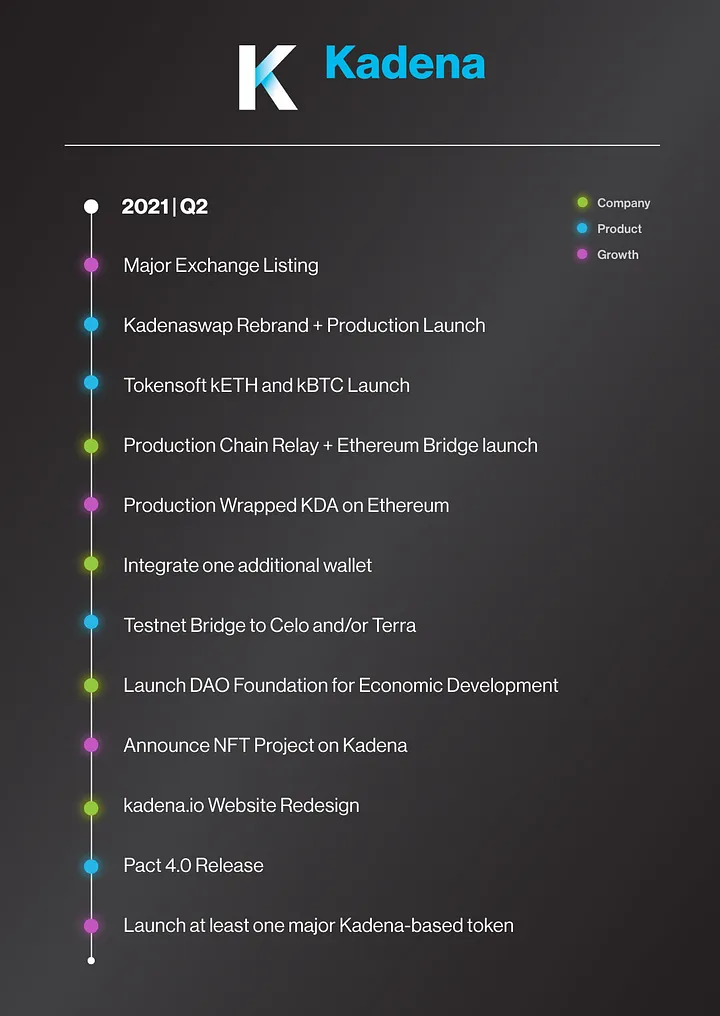 K Kadena
2021 | Q2
Company
Product
Growth
Major Exchange Listing
Kadenaswap Rebrand + Production Launch
Tokensoft kETH and kBTC Launch
Production Chain Relay + Ethereum Bridge launch
Production Wrapped KDA on Ethereum
Integrate one additional wallet
Testnet Bridge to Celo and/or Terra
Launch DAO Foundation for Economic Development
Announce NFT Project on Kadena
kadena.io Website Redesign
Pact 4.0 Release
Launch at least one major Kadena-based token